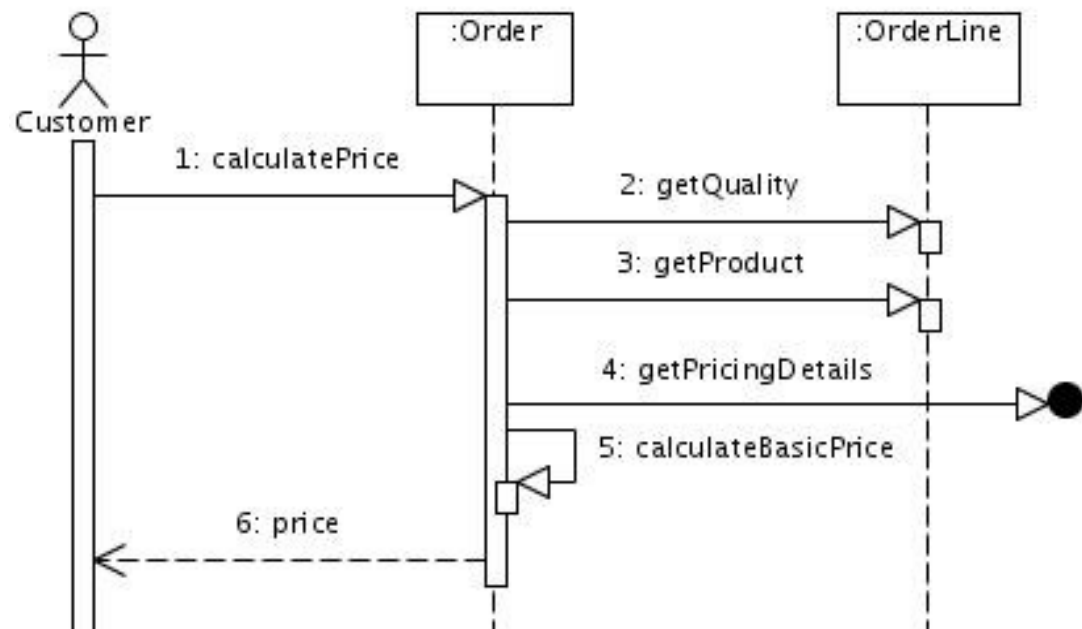 :Order
:OrderLine
Customer
1: calculatePrice
2: getQuality
3: getProduct
4: getPricingDetails
5: calculateBasicPrice
6: price